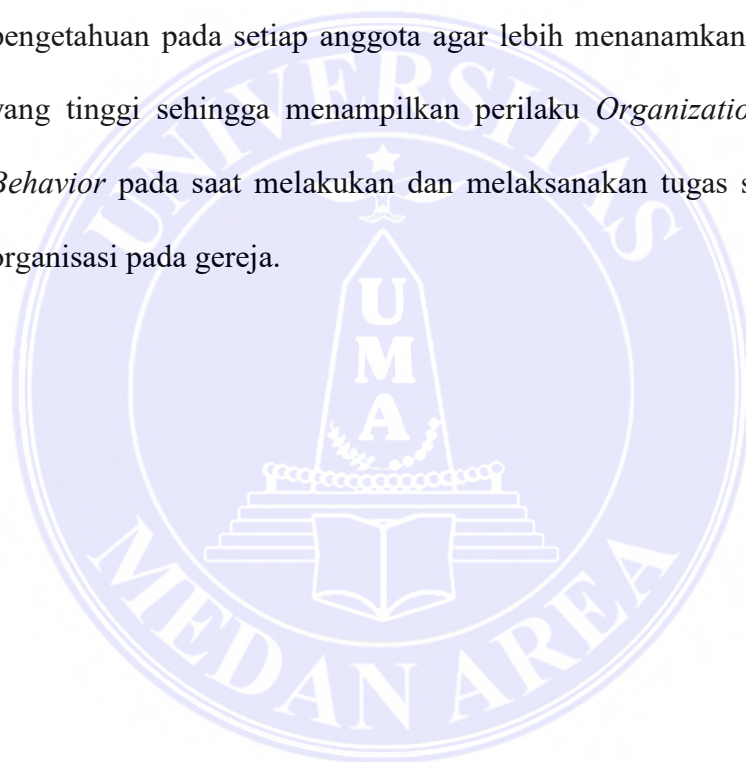 pengetahuan pada setiap anggota agar lebih menanamkan
yang tinggi sehingga menampilkan perilaku Organizatio
Behavior pada saat melakukan dan melaksanakan tugas s
organisasi pada gereja.
UNIVERSITAS
UMA
MEDAN AREA